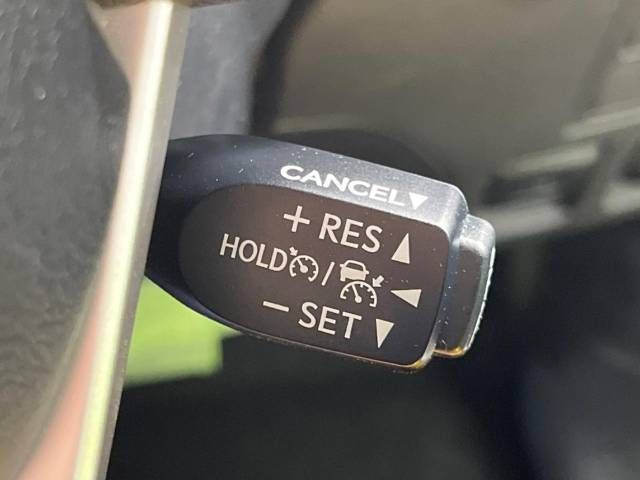 CANCEL▼
+ RES ▲
HOLD / ◀
− SET ▼